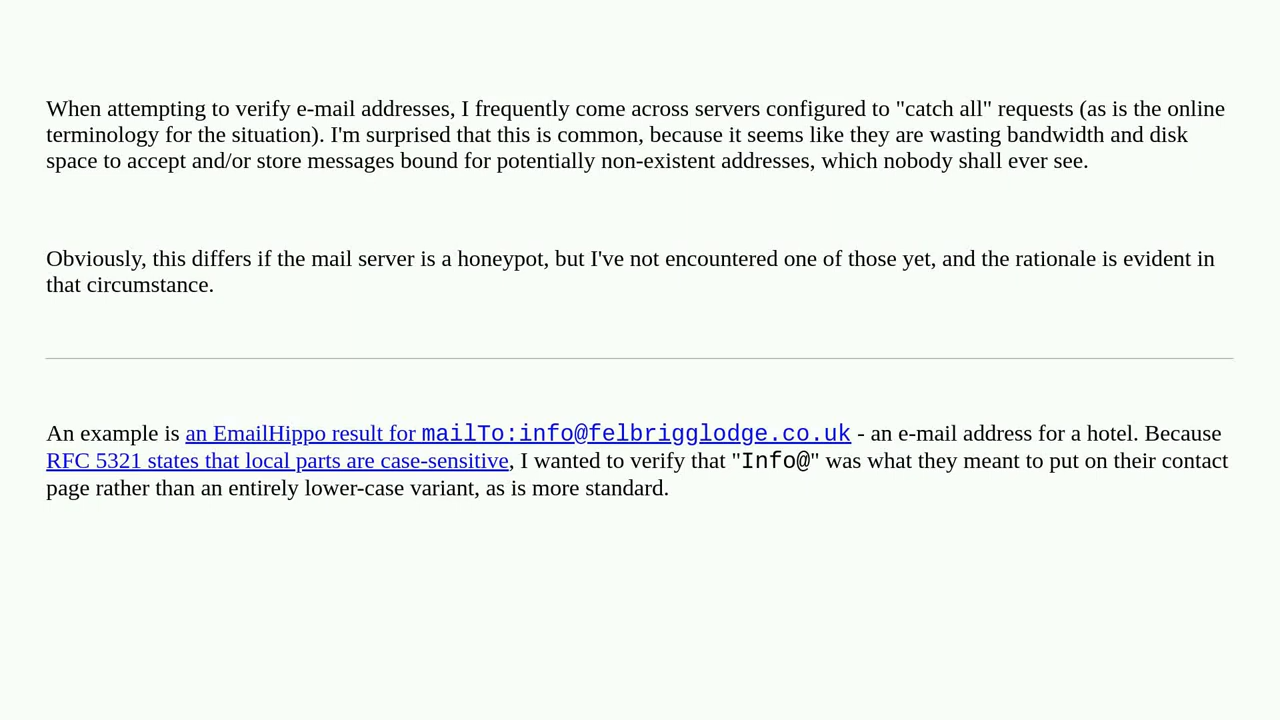 When attempting to verify e-mail addresses, I frequently come across servers configured to "catch all" requests (as is the online
terminology for the situation). I'm surprised that this is common, because it seems like they are wasting bandwidth and disk
space to accept and/or store messages bound for potentially non-existent addresses, which nobody shall ever see.
Obviously, this differs if the mail server is a honeypot, but I've not encountered one of those yet, and the rationale is evident in
that circumstance.
An example is an EmailHippo result for mailTo:info@felbrigglodge.co.uk - an e-mail address for a hotel. Because
RFC 5321 states that local parts are case-sensitive, I wanted to verify that "Info@" was what they meant to put on their contact
page rather than an entirely lower-case variant, as is more standard.